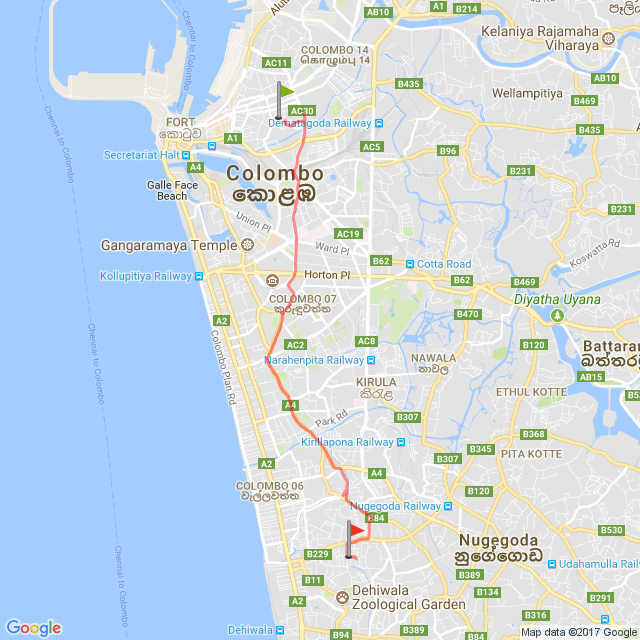 Alut
B214
A1
පෑලිය
A3
B266
Kelaniya Rajamaha
Viharaya
COLOMBO 14
කොළඹ 14
AC11
AB10
B435
B469
Wellampitiya
AC30
FORT
කොටුව
Dematagoda Railway
B435
A1
AC5
B96
Secretariat Halt
A4
Colombo
කොළඹ
B231
Galle Face
Beach
B231
Union Pl
AC19
Koswatta Rd
Gangaramaya Temple
Ward Pl
B62
Cotta Road
Kollupitiya Railway
Horton Pl
B469
B62
Diyatha Uyana
COLOMBO 07
කුරුඳුවත්ත
B470
A2
AC2
AC8
B120
Battaram
බත්තරමු
Colombo Plan Rd
NAWALA
නාවල
Narahenpita Railway
AB15
KIRULA
කිරුළ
ETHUL KOTTE
B538
A4
Park Rd
B307
B368
Kirillapona Railway
B345
PITA KOTTE
A2
B307
A4
COLOMBO 06
වැල්ලවත්ත
B120
Nugegoda Railway
B84
B530
Nugegoda
නුගේගොඩ
B229
Udahamulla Railway
B11
B389
B389
Dehiwala
Zoological Garden
B134
B291
A2
B316
Dehiwala
B94
B94
Chennai to Colombo
Chennai to Colombo
Chennai to Colombo
Google
Map data ©2017 Google